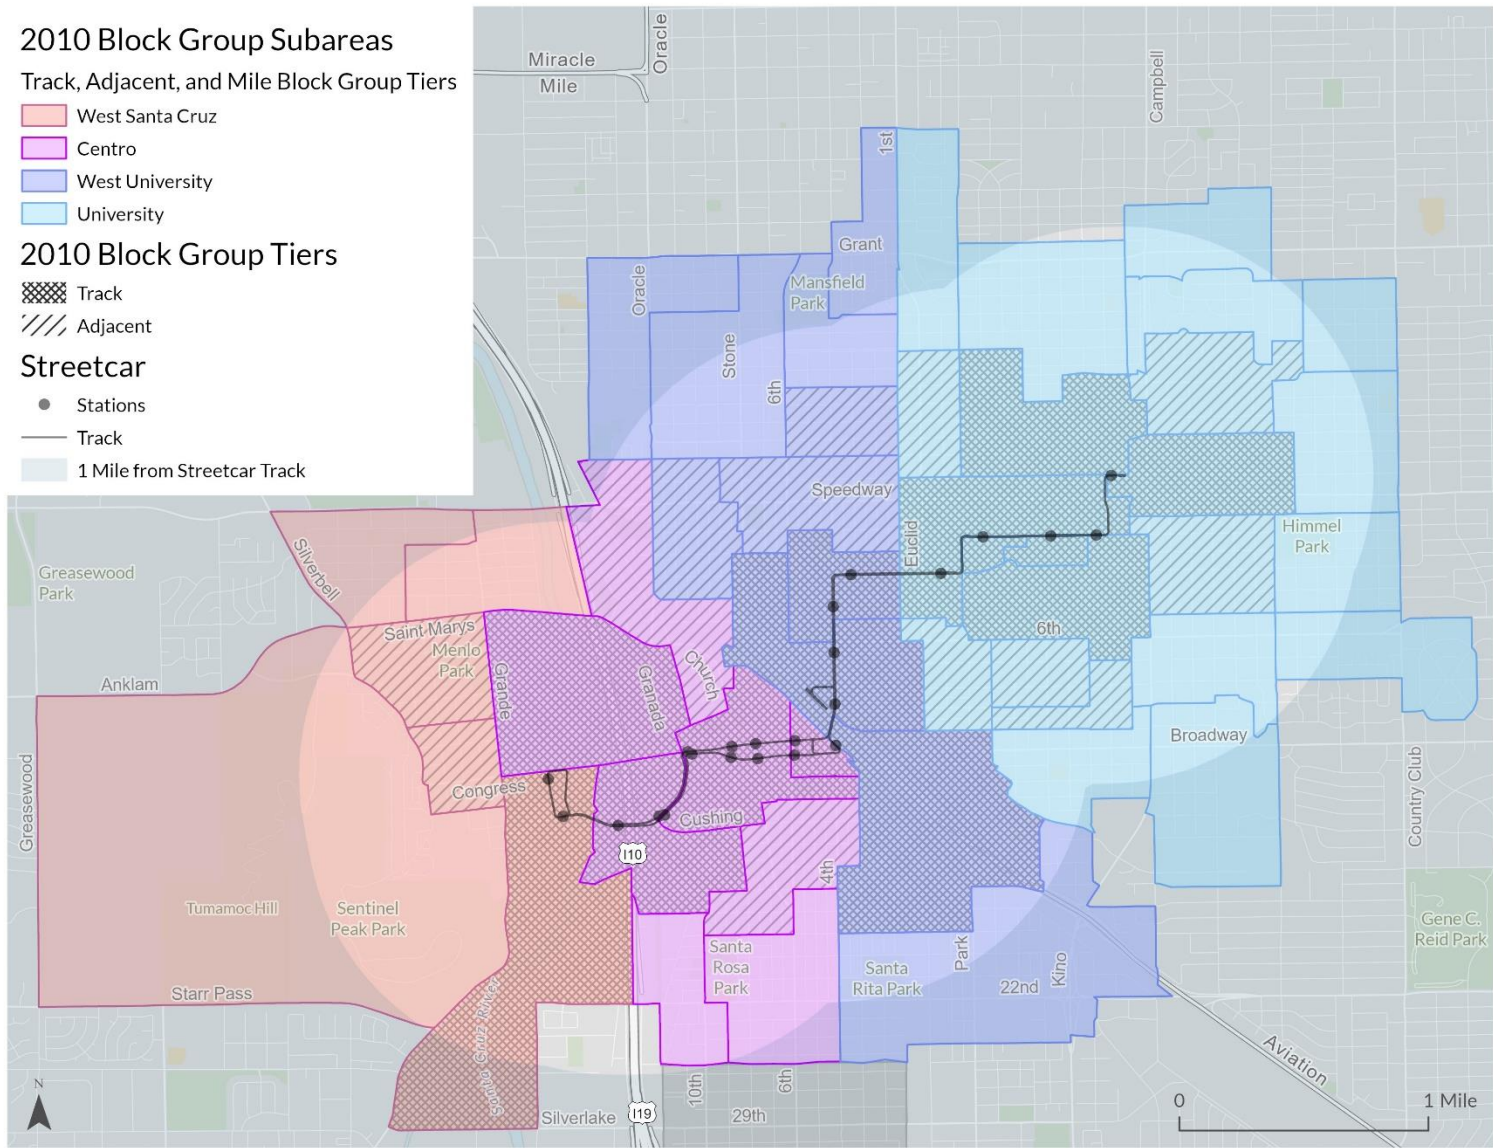 2010 Block Group Subareas
Track, Adjacent, and Mile Block Group Tiers
West Santa Cruz
Centro
West University
University
2010 Block Group Tiers
Track
Adjacent
Streetcar
Stations
Track
1 Mile from Streetcar Track
Miracle
Mile
Oracle
Campbell
1st
Grant
Oracle
Mansfield
Park
Stone
6th
Speedway
Euclid
Himmel
Park
Silverbell
Greasewood
Park
Saint Marys
Menlo
Park
6th
Church
Grande
Granada
Anklam
Broadway
Greasewood
Congress
Cushing
Country Club
I10
4th
Tumamoc Hill
Sentinel
Peak Park
Gene C.
Reid Park
Santa
Rosa
Park
Santa
Rita Park
Park
Kino
22nd
Starr Pass
Santa Cruz River
Aviation
N
10th
6th
Silverlake
I19
29th
0
1 Mile